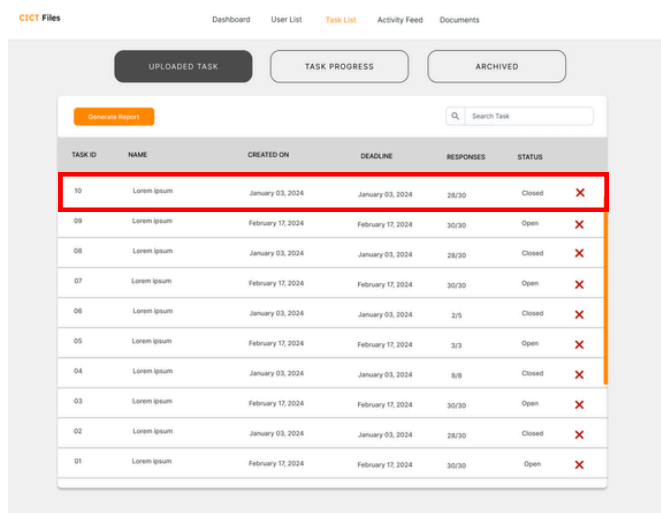 CICT Files Dashboard User List Task List Activity Feed Documents
UPLOADED TASK TASK PROGRESS ARCHIVED
Generate Report Search Task
TASK ID NAME CREATED ON DEADLINE RESPONSES STATUS
10 Lorem ipsum January 03, 2024 January 03, 2024 28/30 Closed
09 Lorem ipsum February 17, 2024 February 17, 2024 30/30 Open
08 Lorem ipsum January 03, 2024 January 03, 2024 28/30 Closed
07 Lorem ipsum February 17, 2024 February 17, 2024 30/30 Open
06 Lorem ipsum January 03, 2024 January 03, 2024 2/5 Closed
05 Lorem ipsum February 17, 2024 February 17, 2024 3/3 Open
04 Lorem ipsum January 03, 2024 January 03, 2024 8/8 Closed
03 Lorem ipsum February 17, 2024 February 17, 2024 30/30 Open
02 Lorem ipsum January 03, 2024 January 03, 2024 28/30 Closed
01 Lorem ipsum February 17, 2024 February 17, 2024 30/30 Open